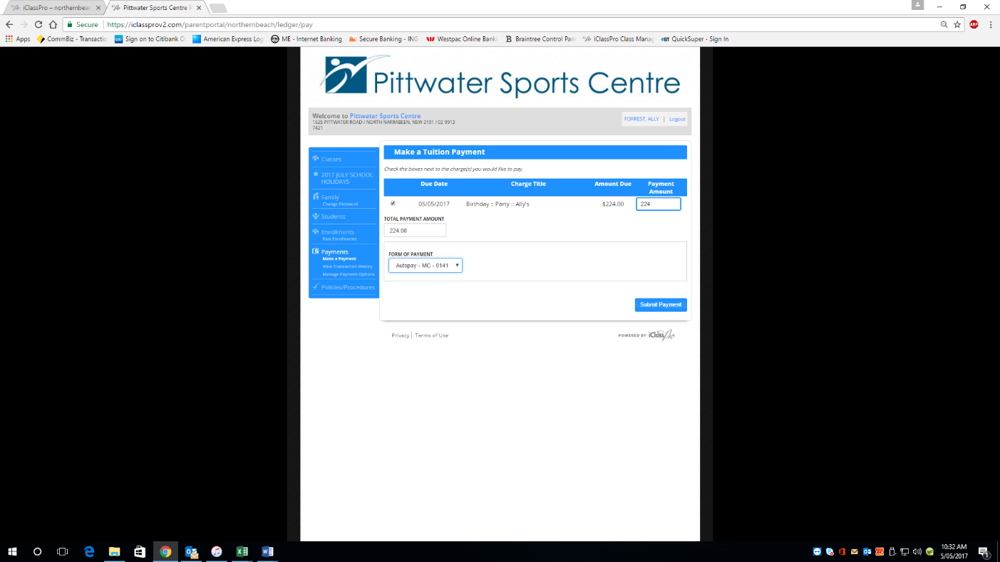 iClassPro – northernbeac
Pittwater Sports Centre P
Secure https://iclassprov2.com/parentportal/northernbeach/ledger/pay
Apps CommBiz - Transactio Sign on to Citibank O American Express Log ME - Internet Banking Secure Banking - ING Westpac Online Banki Braintree Control Pan iClassPro Class Manag QuickSuper - Sign In
Pittwater Sports Centre
Welcome to Pittwater Sports Centre
1525 PITTWATER ROAD / NORTH NARRABEEN, NSW 2101 / 02 9913
7421
FORREST, ALLY | Logout
Classes
2017 JULY SCHOOL
HOLIDAYS
Family
Change Password
Students
Enrollments
Past Enrollments
Payments
Make a Payment
View Transaction History
Manage Payment Options
Policies/Procedures
Make a Tuition Payment
Check the boxes next to the charge(s) you would like to pay.
Due Date Charge Title Amount Due Payment
Amount
05/05/2017 Birthday :: Party :: Ally's $224.00 224
TOTAL PAYMENT AMOUNT
224.00
FORM OF PAYMENT
Autopay - MC - 0141
Submit Payment
Privacy | Terms of Use
POWERED BY iClassPro
10:32 AM
5/05/2017